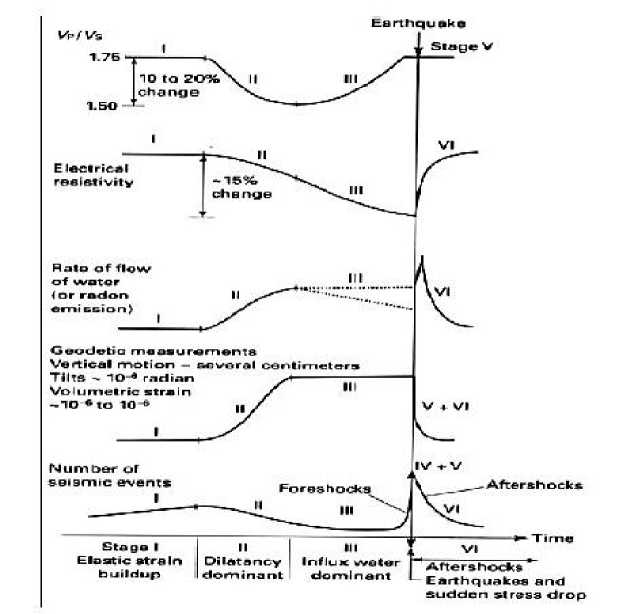 Earthquake
Vp/Vs
I
Stage V
1.75
10 to 20%
change
II
III
1.50
I
II
VI
Electrical
resistivity
~15%
change
III
Rate of flow
of water
(or radon
emission)
I
II
III
VI
Geodetic measurements
Vertical motion – several centimeters
Tilts ~ 10⁻⁶ radian
Volumetric strain
~10⁻⁶ to 10⁻⁵
I
II
III
V + VI
Number of
seismic events
I
II
III
Foreshocks
IV + V
Aftershocks
VI
Time
Stage I
Elastic strain
buildup
II
Dilatancy
dominant
III
Influx water
dominant
VI
Aftershocks
Earthquakes and
sudden stress drop